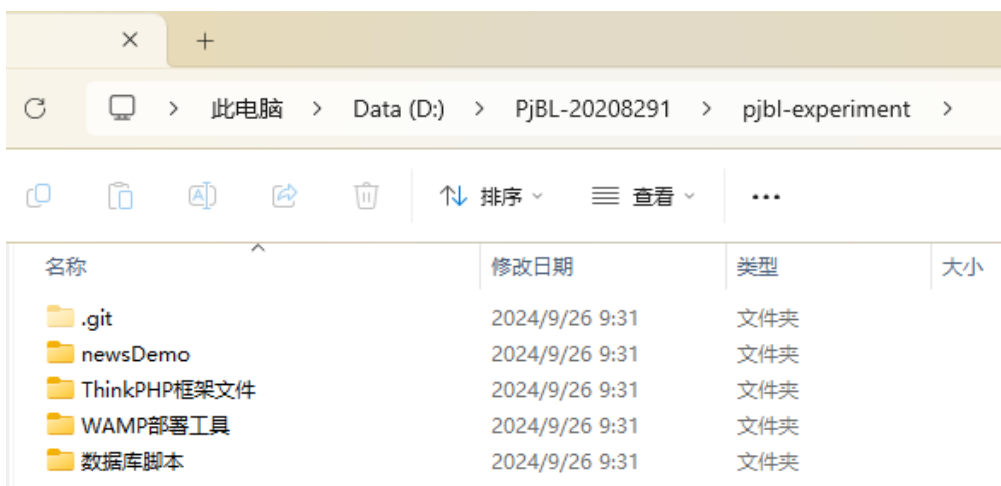 此电脑 > Data (D:) > PjBL-20208291 > pjbl-experiment >
排序 查看 ...
名称 修改日期 类型 大小
.git 2024/9/26 9:31 文件夹
newsDemo 2024/9/26 9:31 文件夹
ThinkPHP框架文件 2024/9/26 9:31 文件夹
WAMP部署工具 2024/9/26 9:31 文件夹
数据库脚本 2024/9/26 9:31 文件夹